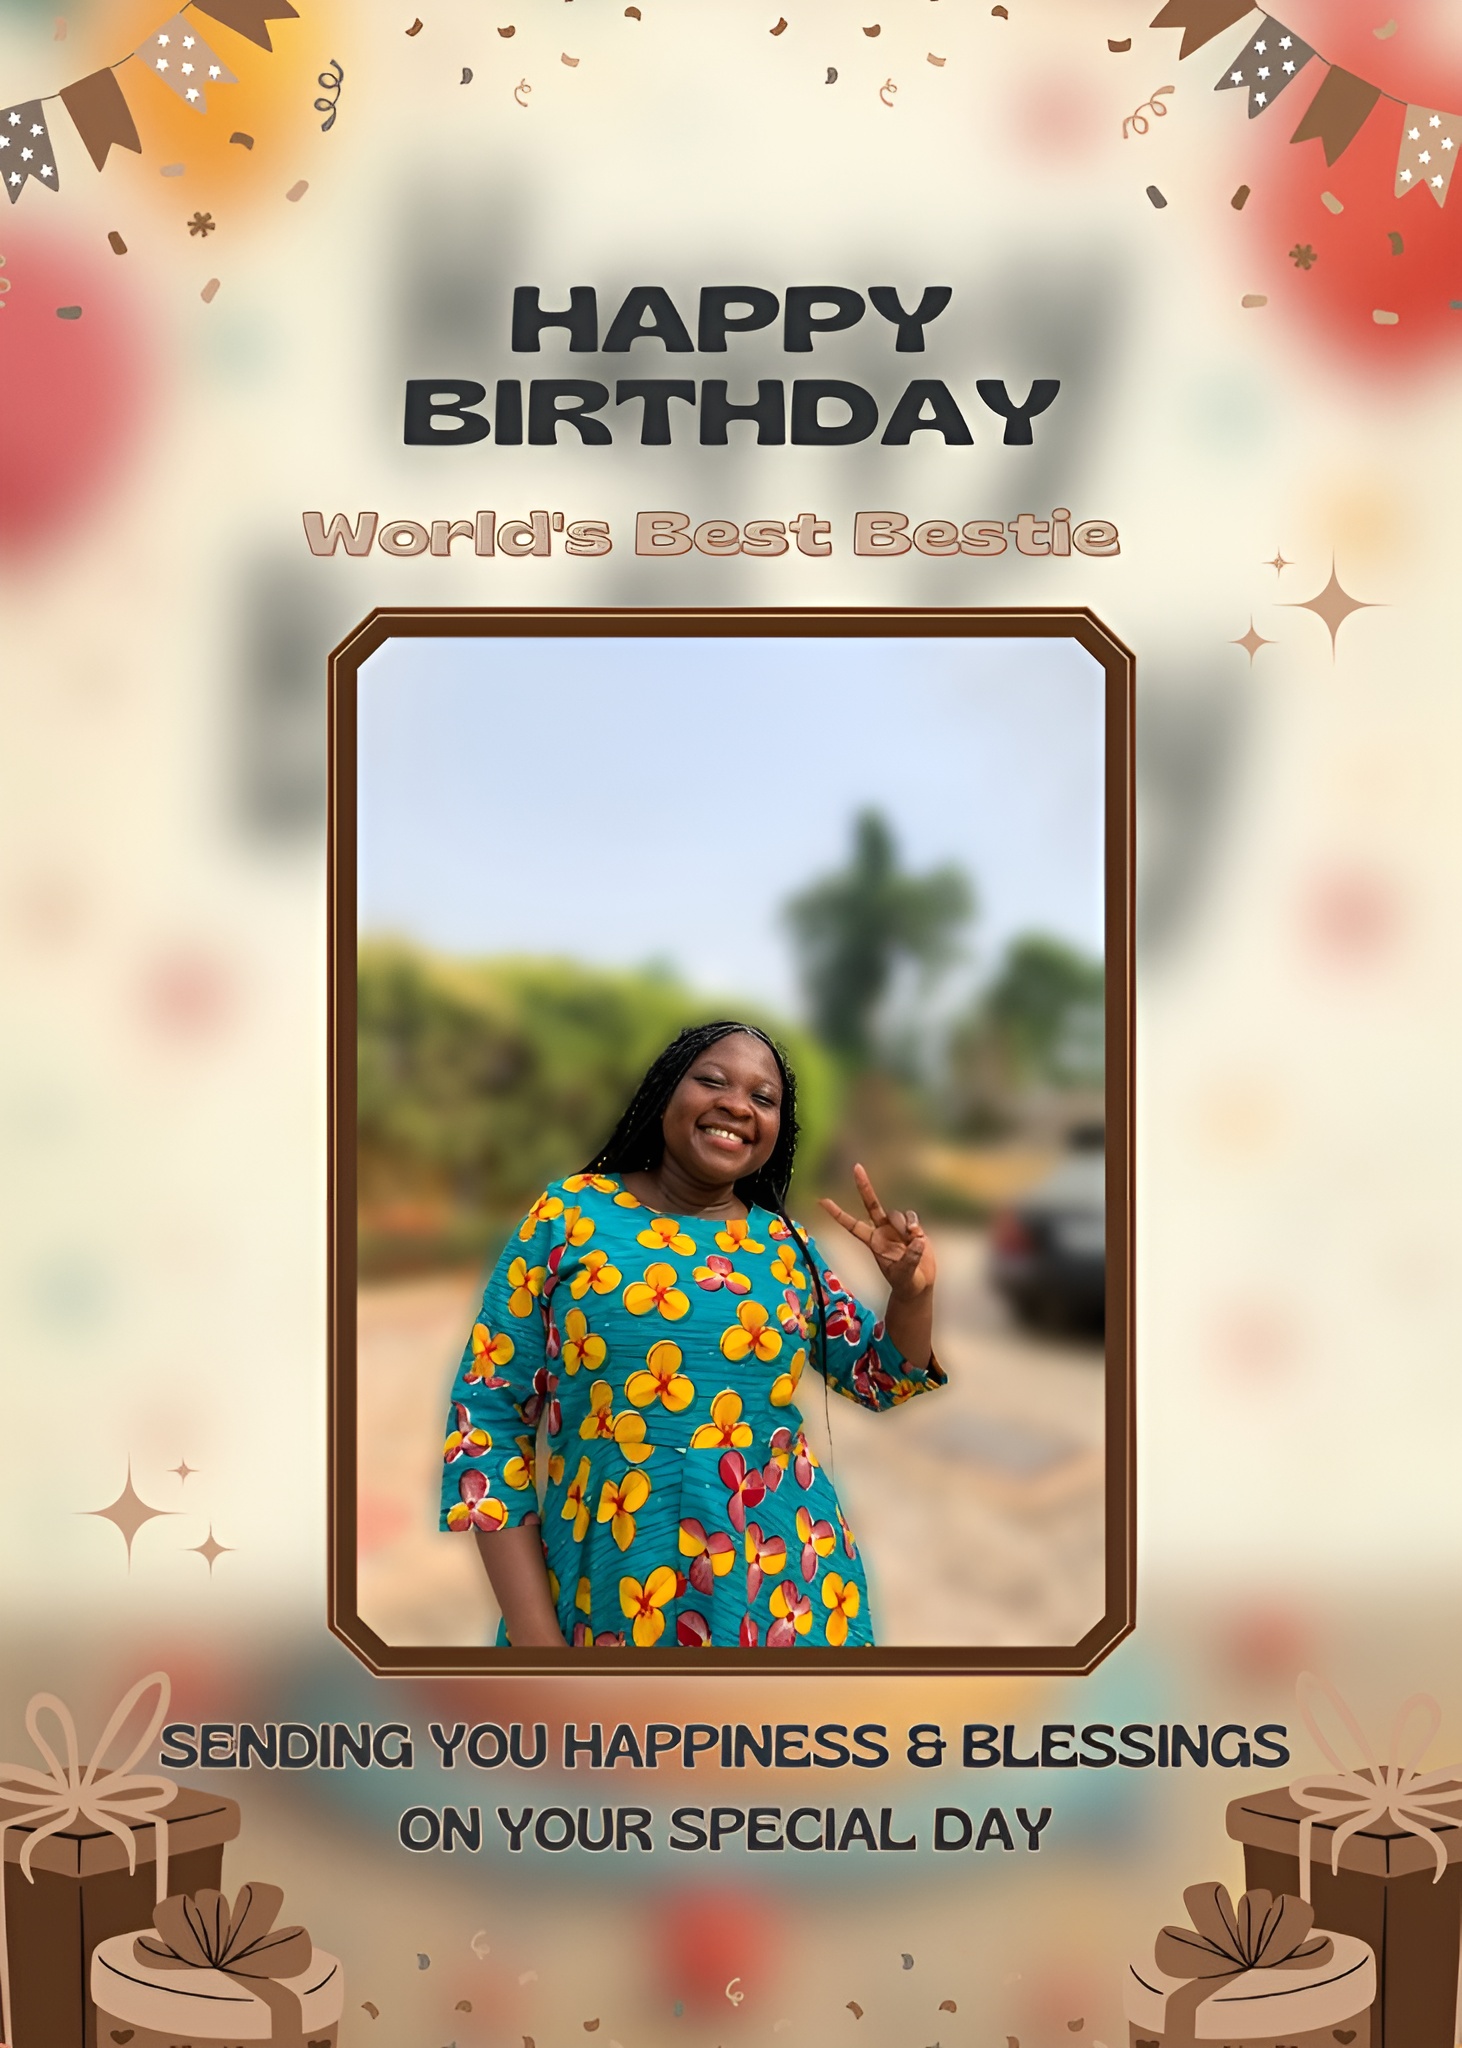 HAPPY
BIRTHDAY
World's Best Bestie
SENDING YOU HAPPINESS & BLESSINGS
ON YOUR SPECIAL DAY